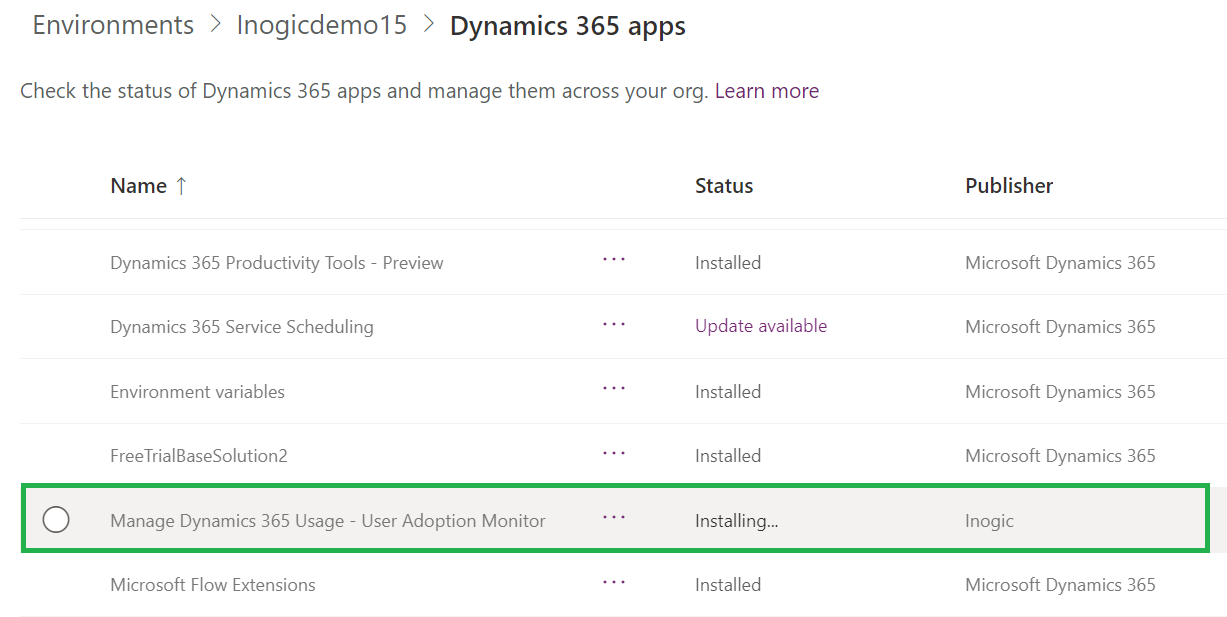 Environments > Inogicdemo15 > Dynamics 365 apps
Check the status of Dynamics 365 apps and manage them across your org. Learn more
Name ↑ Status Publisher
Dynamics 365 Productivity Tools - Preview ... Installed Microsoft Dynamics 365
Dynamics 365 Service Scheduling ... Update available Microsoft Dynamics 365
Environment variables ... Installed Microsoft Dynamics 365
FreeTrialBaseSolution2 ... Installed Microsoft Dynamics 365
Manage Dynamics 365 Usage - User Adoption Monitor ... Installing... Inogic
Microsoft Flow Extensions ... Installed Microsoft Dynamics 365